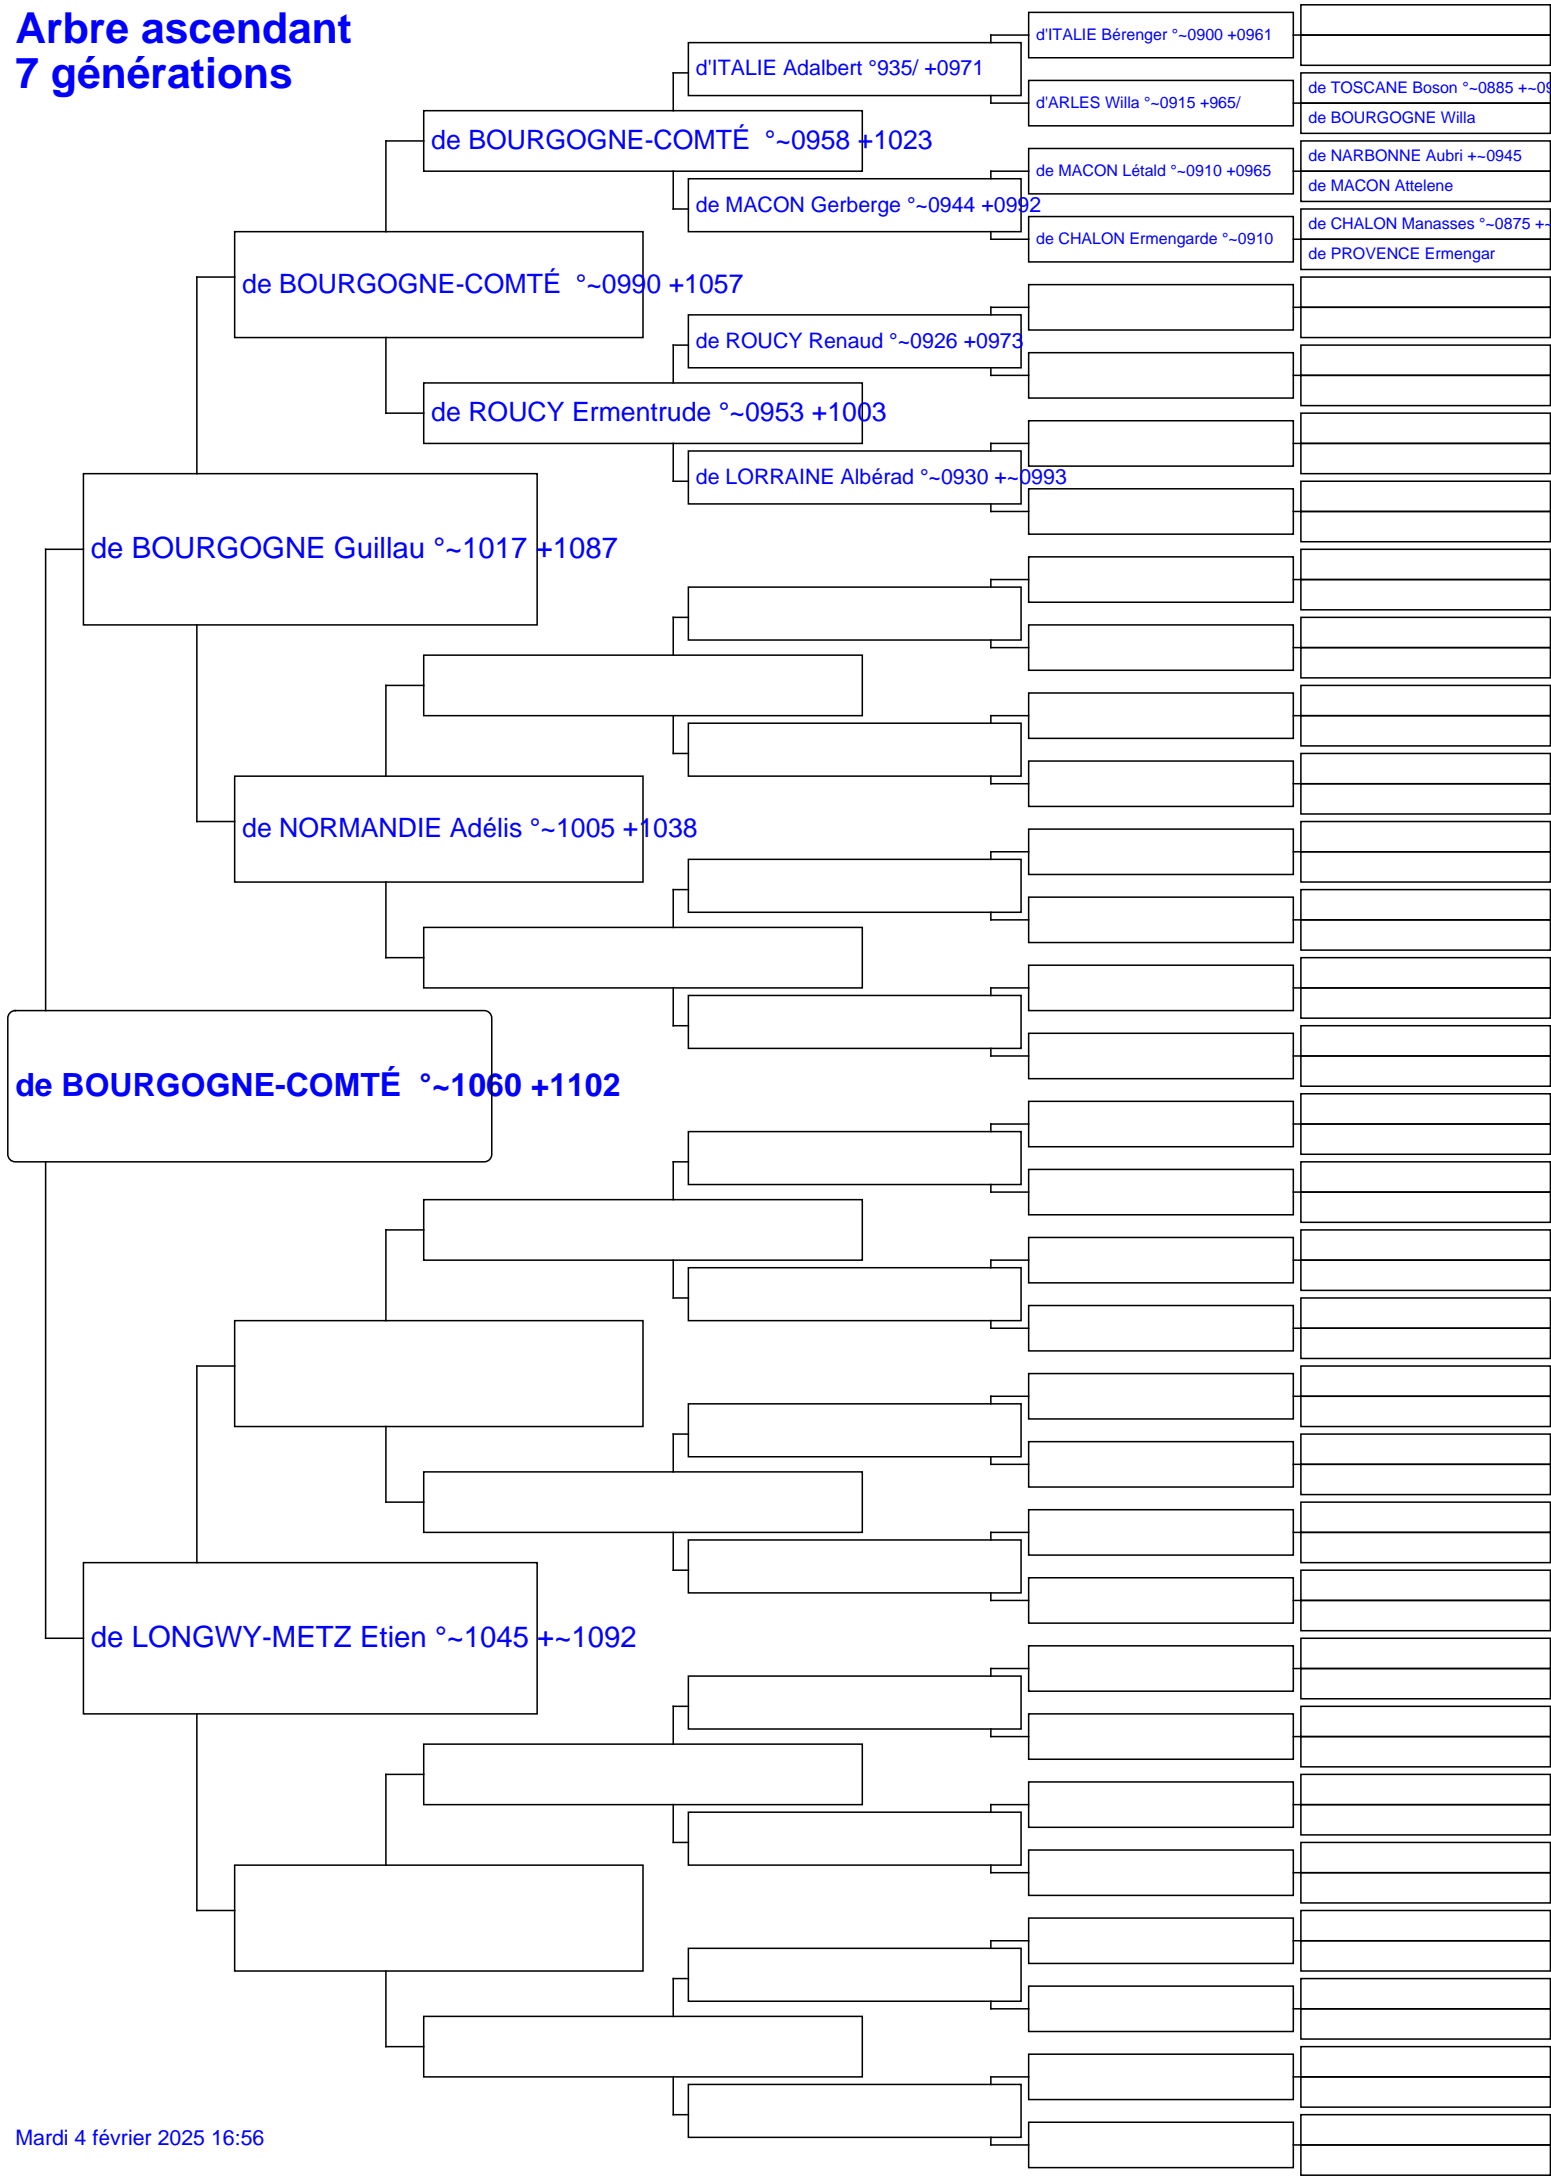 Arbre ascendant
7 générations
d'ITALIE Bérenger °~0900 +0961
d'ITALIE Adalbert °935/ +0971
de TOSCANE Boson °~0885 +~09
d'ARLES Willa °~0915 +965/
de BOURGOGNE Willa
de BOURGOGNE-COMTÉ °~0958 +1023
de NARBONNE Aubri +~0945
de MACON Létald °~0910 +0965
de MACON Attelene
de MACON Gerberge °~0944 +0992
de CHALON Manasses °~0875 +~
de CHALON Ermengarde °~0910
de PROVENCE Ermengar
de BOURGOGNE-COMTÉ °~0990 +1057
de ROUCY Renaud °~0926 +0973
de ROUCY Ermentrude °~0953 +1003
de LORRAINE Albérad °~0930 +~0993
de BOURGOGNE Guillau °~1017 +1087
de NORMANDIE Adélis °~1005 +1038
de BOURGOGNE-COMTÉ °~1060 +1102
de LONGWY-METZ Etien °~1045 +~1092
Mardi 4 février 2025 16:56